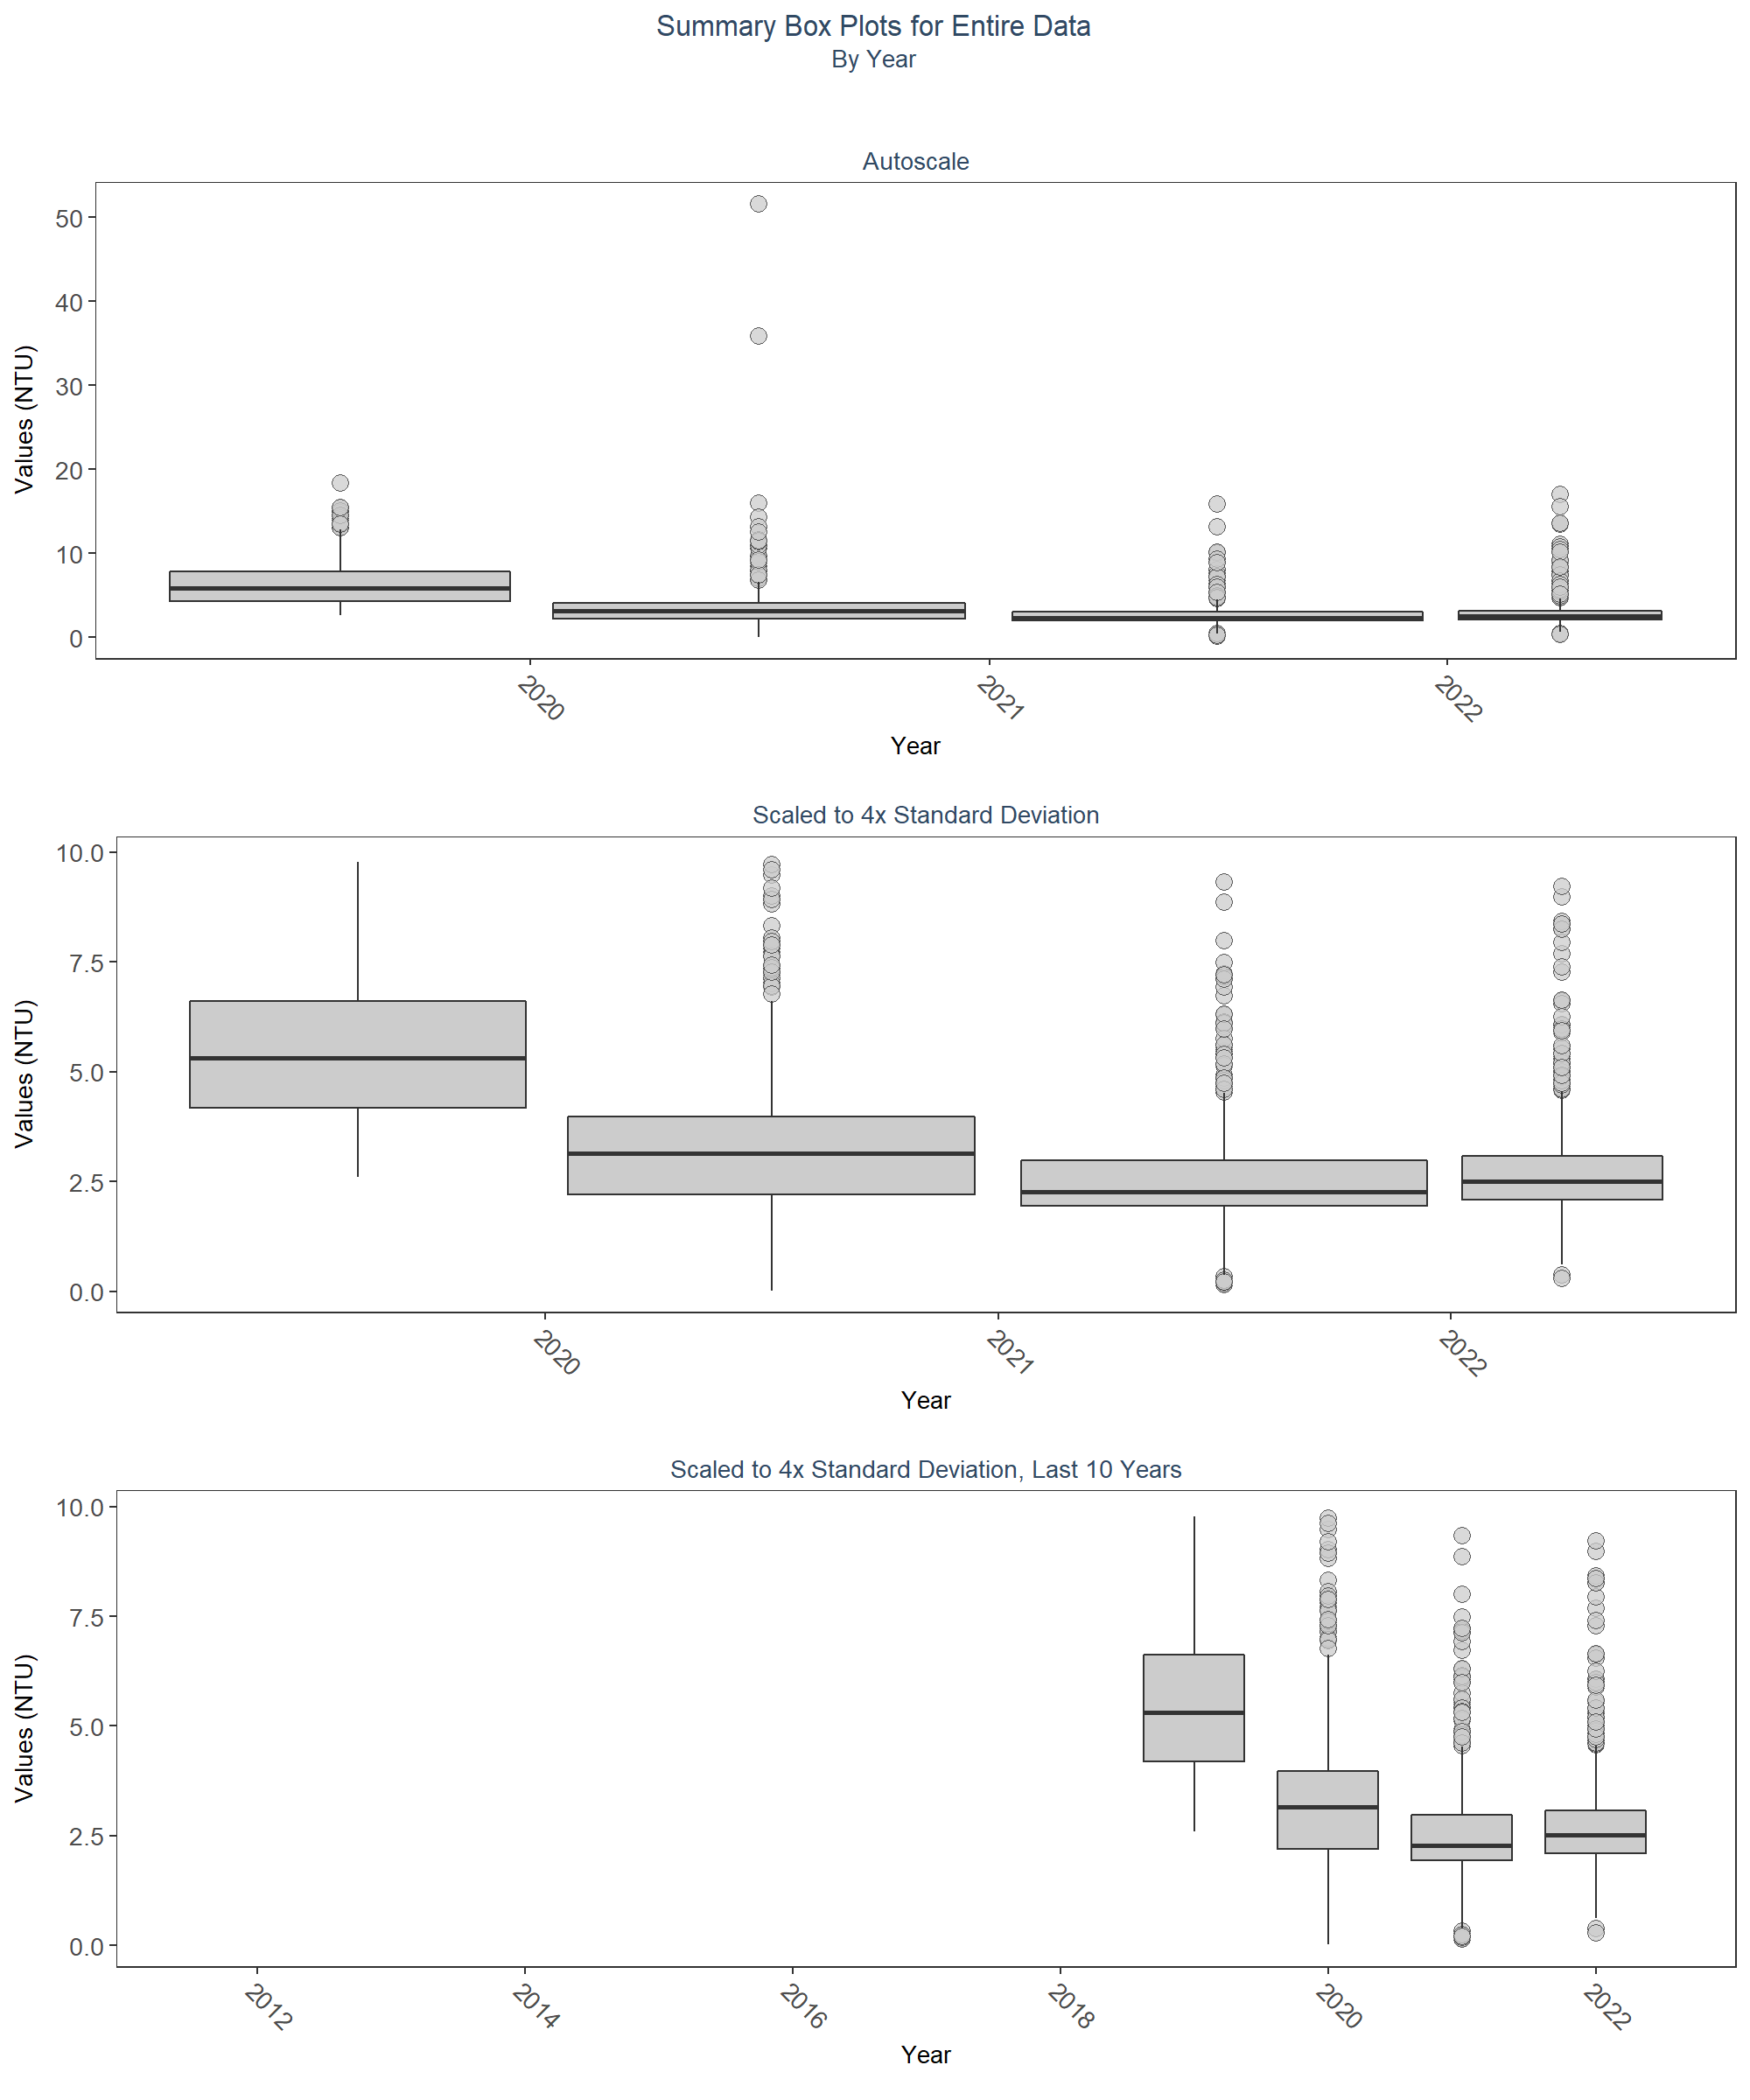 Summary Box Plots for Entire Data
By Year
Autoscale
50
40
30
20
10
0
Values (NTU)
2020
2021
2022
Year
Scaled to 4x Standard Deviation
10.0
7.5
5.0
2.5
0.0
Values (NTU)
2020
2021
2022
Year
Scaled to 4x Standard Deviation, Last 10 Years
10.0
7.5
5.0
2.5
0.0
Values (NTU)
2012
2014
2016
2018
2020
2022
Year